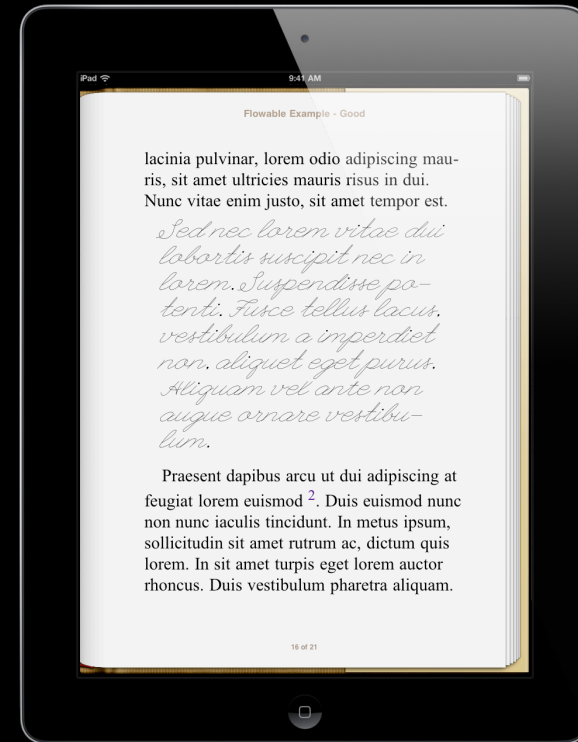 iPad
9:41 AM
Flowable Example - Good
lacinia pulvinar, lorem odio adipiscing mau-
ris, sit amet ultricies mauris risus in dui.
Nunc vitae enim justo, sit amet tempor est.
Sed nec lorem vitae dui
lobortis suscipit nec in
lorem. Suspendisse po-
tenti. Fusce tellus lacus,
vestibulum a imperdiet
non, aliquet eget purus.
Aliquam vel ante non
augue ornare vestibu-
lum.
Praesent dapibus arcu ut dui adipiscing at
feugiat lorem euismod 2. Duis euismod nunc
non nunc iaculis tincidunt. In metus ipsum,
sollicitudin sit amet rutrum ac, dictum quis
lorem. In sit amet turpis eget lorem auctor
rhoncus. Duis vestibulum pharetra aliquam.
16 of 21